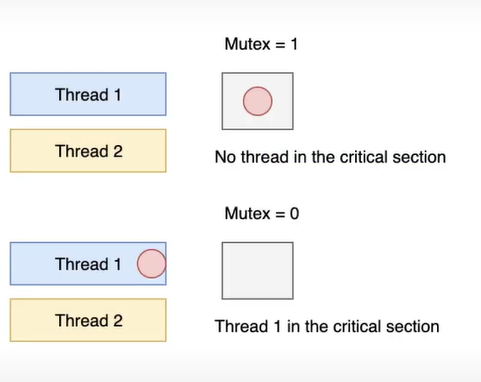 Mutex = 1
Thread 1
Thread 2
No thread in the critical section
Mutex = 0
Thread 1
Thread 2
Thread 1 in the critical section